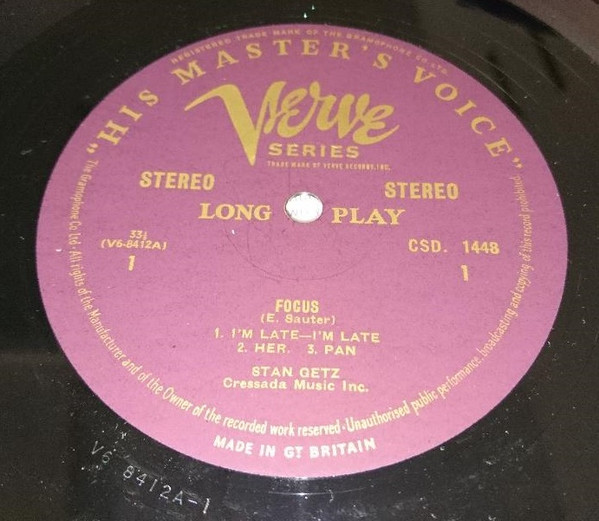 REGISTERED TRADE MARK OF THE GRAMOPHONE CO. LTD.
"HIS MASTER'S VOICE"
Verve
SERIES
TRADE MARK OF VERVE RECORDS, INC.
STEREO STEREO
LONG PLAY
33⅓
(V6-8412A) CSD. 1448
1 1
FOCUS
(E. Sauter)
1. I'M LATE—I'M LATE
2. HER. 3. PAN
STAN GETZ
Cressada Music Inc.
The Gramophone Co. Ltd · All rights of the Manufacturer and of the Owner of the recorded work reserved · Unauthorised public performance, broadcasting and copying of this record prohibited.
MADE IN GT BRITAIN
V6 8412A-1